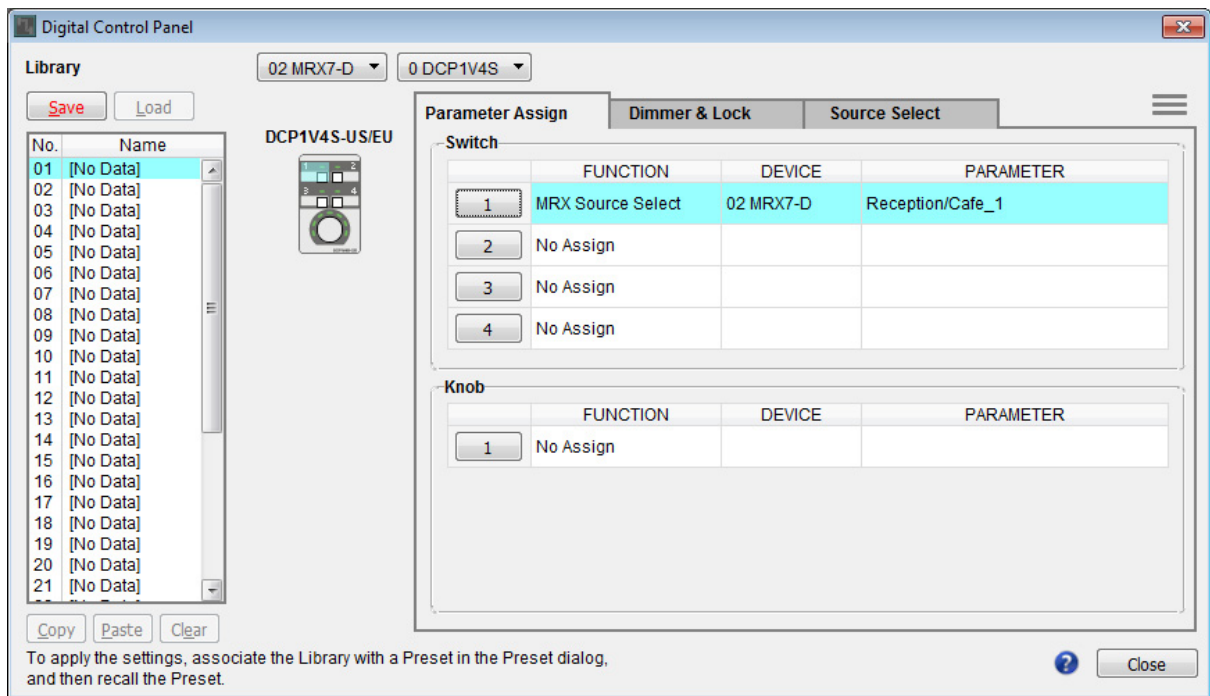 Digital Control Panel
Library
02 MRX7-D
0 DCP1V4S
Save
Load
No. Name
01 [No Data]
02 [No Data]
03 [No Data]
04 [No Data]
05 [No Data]
06 [No Data]
07 [No Data]
08 [No Data]
09 [No Data]
10 [No Data]
11 [No Data]
12 [No Data]
13 [No Data]
14 [No Data]
15 [No Data]
16 [No Data]
17 [No Data]
18 [No Data]
19 [No Data]
20 [No Data]
21 [No Data]
Copy
Paste
Clear
DCP1V4S-US/EU
1 2
3 4
Parameter Assign
Dimmer & Lock
Source Select
Switch
FUNCTION DEVICE PARAMETER
1 MRX Source Select 02 MRX7-D Reception/Cafe_1
2 No Assign
3 No Assign
4 No Assign
Knob
FUNCTION DEVICE PARAMETER
1 No Assign
To apply the settings, associate the Library with a Preset in the Preset dialog,
and then recall the Preset.
?
Close